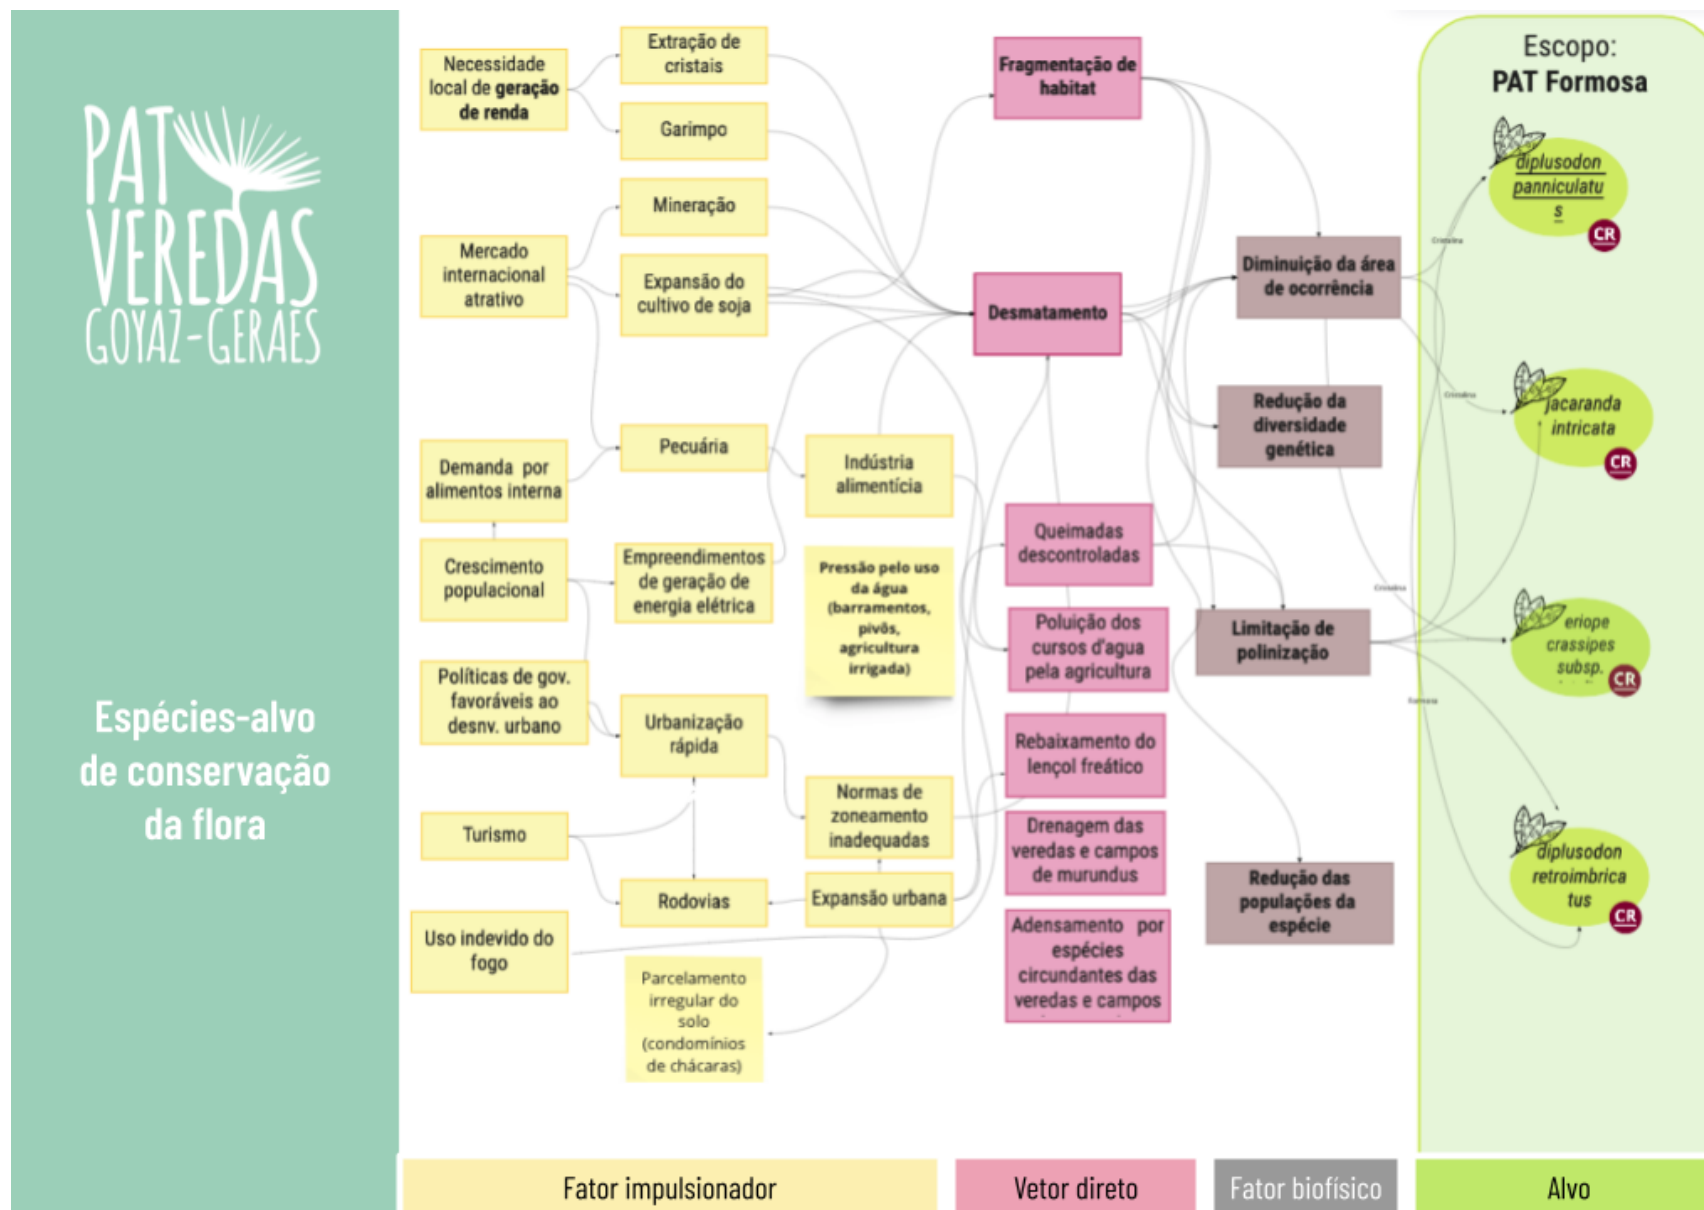 PAT
VEREDAS
GOYAZ-GERAES
Espécies-alvo
de conservação
da flora
Necessidade
local de geração
de renda
Extração de
cristais
Garimpo
Mineração
Mercado
internacional
atrativo
Expansão do
cultivo de soja
Pecuária
Demanda por
alimentos interna
Indústria
alimentícia
Crescimento
populacional
Empreendimentos
de geração de
energia elétrica
Pressão pelo uso
da água
(barramentos,
pivôs,
agricultura
irrigada)
Políticas de gov.
favoráveis ao
desnv. urbano
Urbanização
rápida
Normas de
zoneamento
inadequadas
Turismo
Rodovias
Expansão urbana
Uso indevido do
fogo
Parcelamento
irregular do
solo
(condomínios
de chácaras)
Fragmentação de
habitat
Desmatamento
Queimadas
descontroladas
Poluição dos
cursos d'agua
pela agricultura
Rebaixamento do
lençol freático
Drenagem das
veredas e campos
de murundus
Adensamento por
espécies
circundantes das
veredas e campos
Diminuição da área
de ocorrência
Redução da
diversidade
genética
Limitação de
polinização
Redução das
populações da
espécie
Cristalina
Cristalina
Cristalina
Formosa
Escopo:
PAT Formosa
diplusodon
panniculatu
s
CR
jacaranda
intricata
CR
eriope
crassipes
subsp.
CR
diplusodon
retroimbrica
tus
CR
Fator impulsionador
Vetor direto
Fator biofísico
Alvo